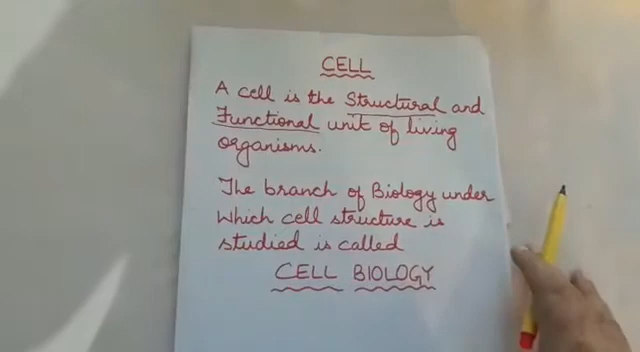 CELL
A cell is the Structural and
Functional unit of living
organisms.
The branch of Biology under
which cell structure is
studied is called
CELL BIOLOGY